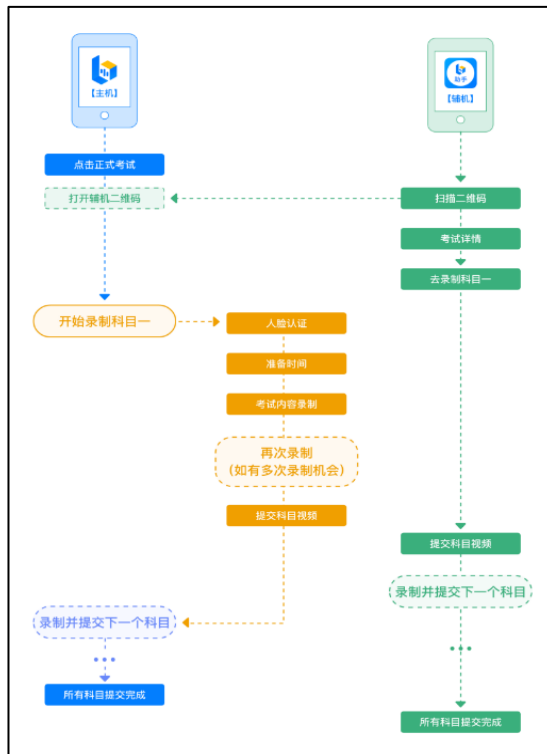 【主机】
助手
【辅机】
点击正式考试
打开辅机二维码
扫描二维码
考试详情
去录制科目一
开始录制科目一
人脸认证
准备时间
考试内容录制
再次录制
（如有多次录制机会）
提交科目视频
提交科目视频
录制并提交下一个科目
录制并提交下一个科目
所有科目提交完成
所有科目提交完成